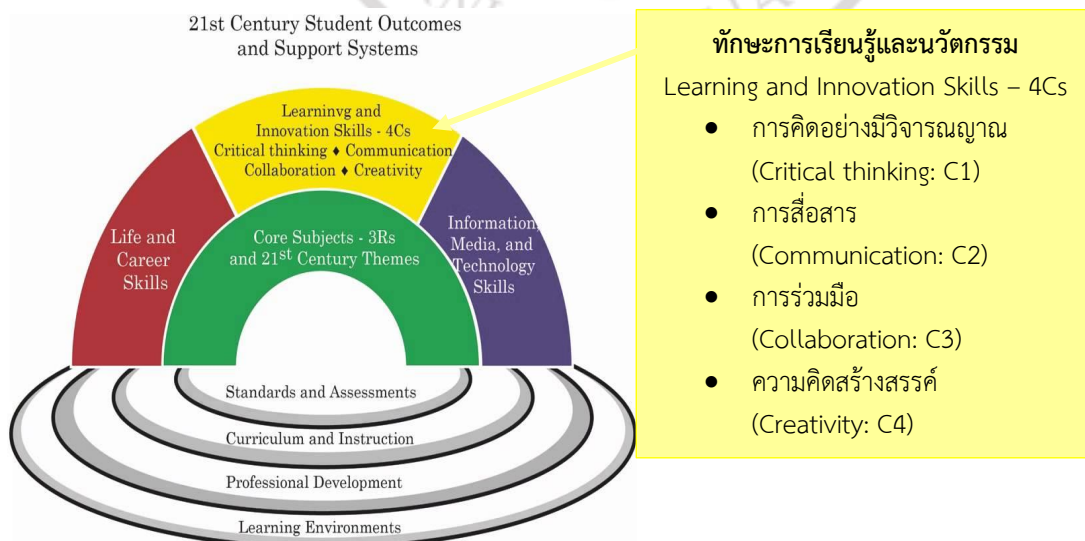 21st Century Student Outcomes
and Support Systems
Learninvg and
Innovation Skills - 4Cs
Critical thinking ♦ Communication
Collaboration ♦ Creativity
Life and
Career
Skills
Core Subjects - 3Rs
and 21st Century Themes
Information,
Media, and
Technology
Skills
Standards and Assessments
Curriculum and Instruction
Professional Development
Learning Environments
ทักษะการเรียนรู้และนวัตกรรม
Learning and Innovation Skills – 4Cs
● การคิดอย่างมีวิจารณญาณ
(Critical thinking: C1)
● การสื่อสาร
(Communication: C2)
● การร่วมมือ
(Collaboration: C3)
● ความคิดสร้างสรรค์
(Creativity: C4)